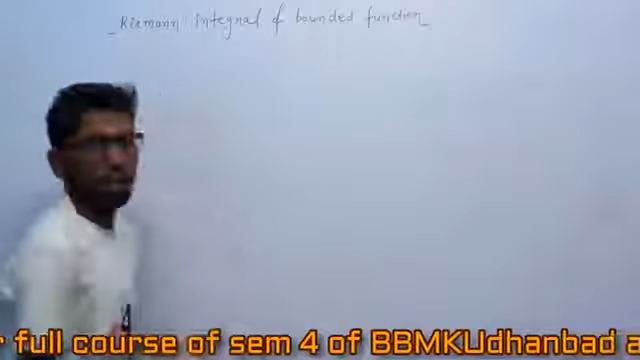 Riemann integral of bounded function
r full course of sem 4 of BBMKUdhanbad a